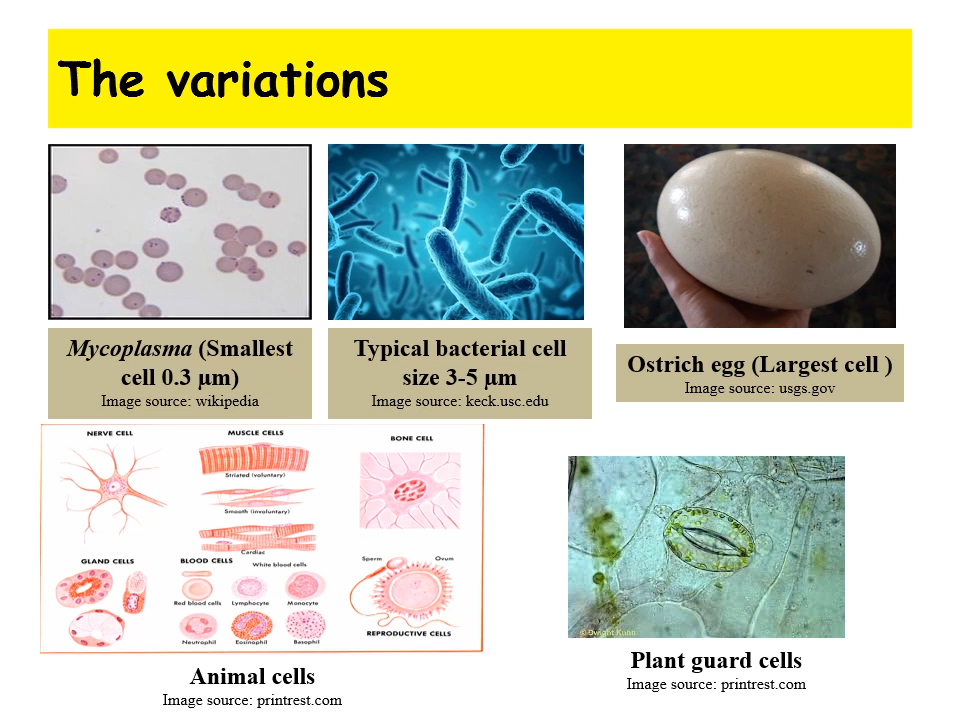 The variations
Mycoplasma (Smallest
cell 0.3 µm)
Image source: wikipedia
Typical bacterial cell
size 3-5 µm
Image source: keck.usc.edu
Ostrich egg (Largest cell )
Image source: usgs.gov
NERVE CELL
MUSCLE CELLS
Striated (voluntary)
Smooth (involuntary)
Cardiac
BONE CELL
GLAND CELLS
BLOOD CELLS
White blood cells
Red blood cells
Lymphocyte
Monocyte
Neutrophil
Eosinophil
Basophil
Sperm
Ovum
REPRODUCTIVE CELLS
Animal cells
Image source: printrest.com
© Dwight Kuhn
Plant guard cells
Image source: printrest.com